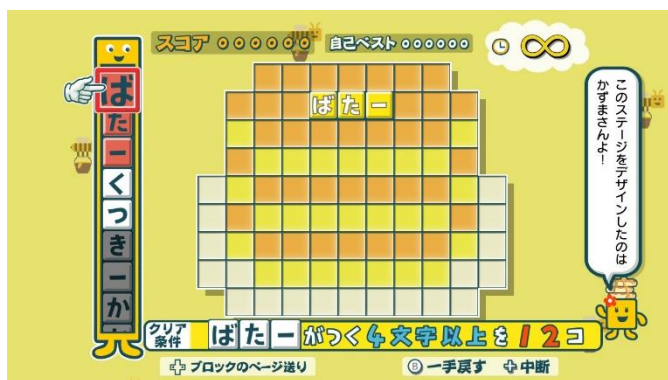 スコア 000000 自己ベスト 000000 ∞
ばたー
ば
た
ー
く
つ
き
ー
か
このステージをデザインしたのは
かずまさんよ!
クリア条件 ばたーがつく4文字以上を12コ
ブロックのページ送り Ⓑ一手戻す 中断